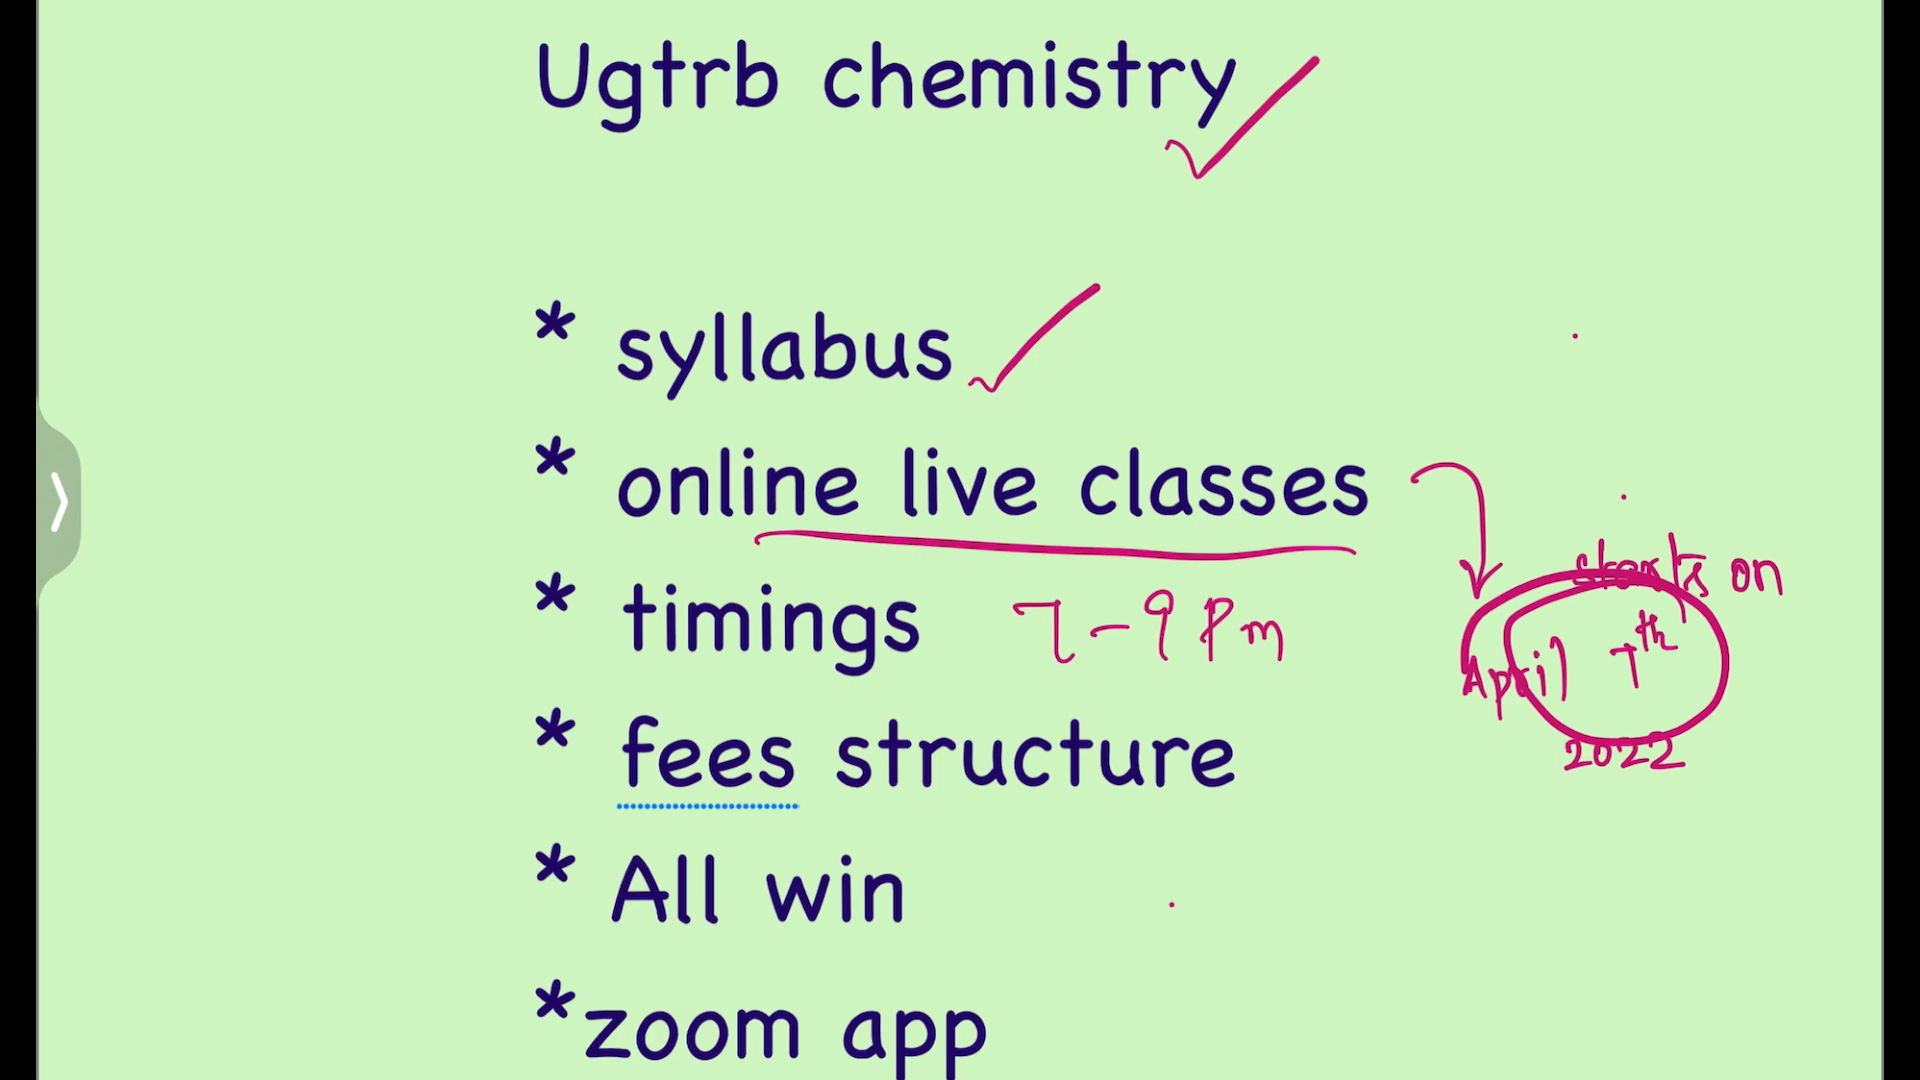 Ugtrb chemistry
* syllabus
* online live classes
starts on
* timings 7-9 Pm
April 7th
2022
* fees structure
* All win
*zoom app